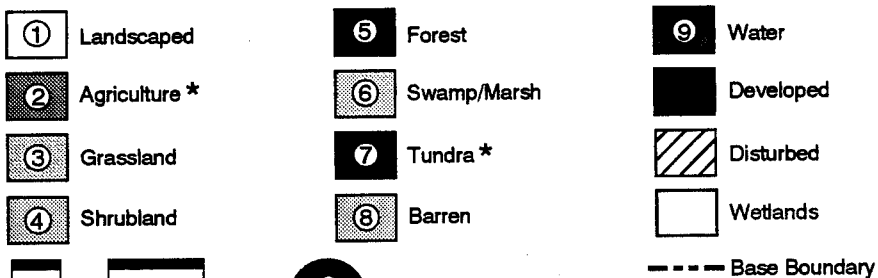 1 Landscaped
2 Agriculture *
3 Grassland
4 Shrubland
5 Forest
6 Swamp/Marsh
7 Tundra *
8 Barren
9 Water
Developed
Disturbed
Wetlands
Base Boundary